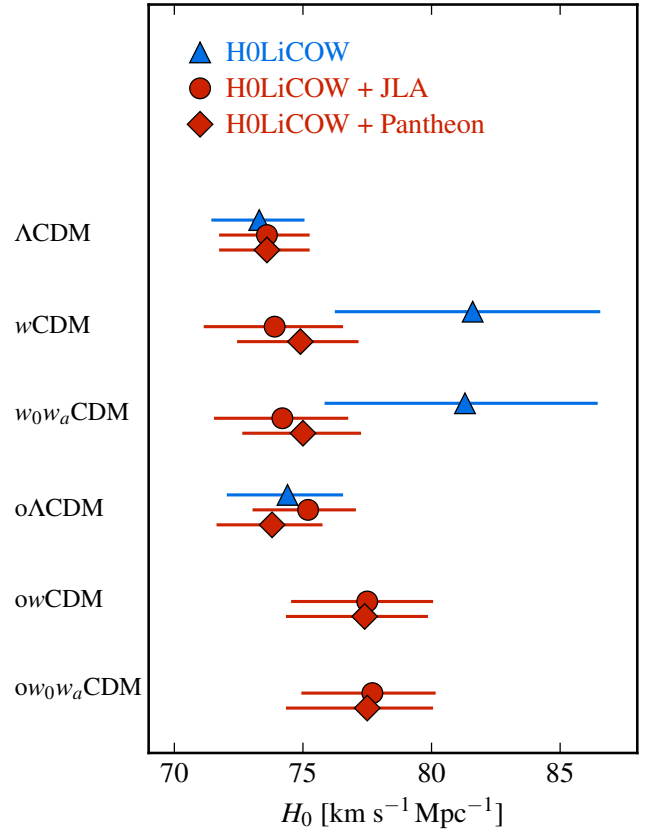 H0LiCOW
H0LiCOW + JLA
H0LiCOW + Pantheon
ΛCDM
wCDM
w₀wₐCDM
oΛCDM
owCDM
ow₀wₐCDM
70 75 80 85
H₀ [km s⁻¹ Mpc⁻¹]